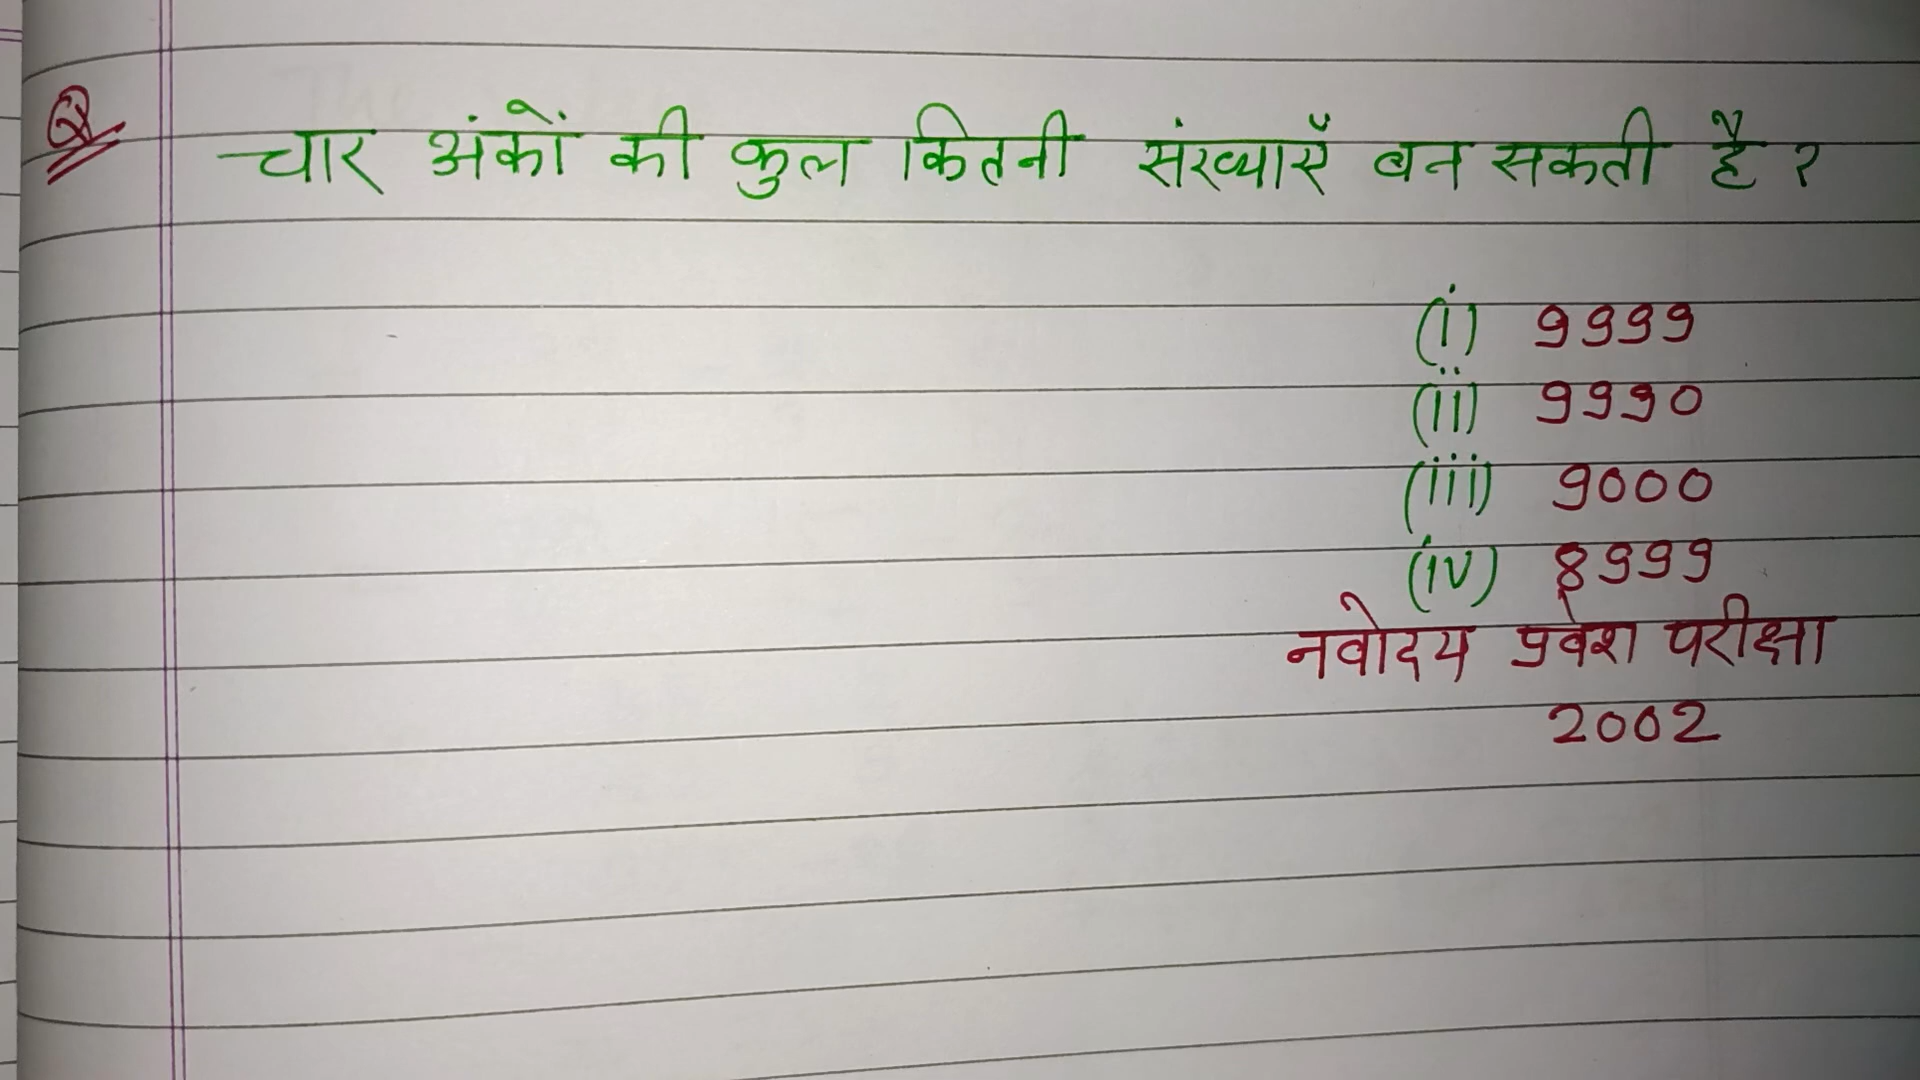 Q
चार अंकों की कुल कितनी संख्याएँ बन सकती है ?
(i) 9999
(ii) 9990
(iii) 9000
(iv) 8999
नवोदय प्रवेश परीक्षा
2002